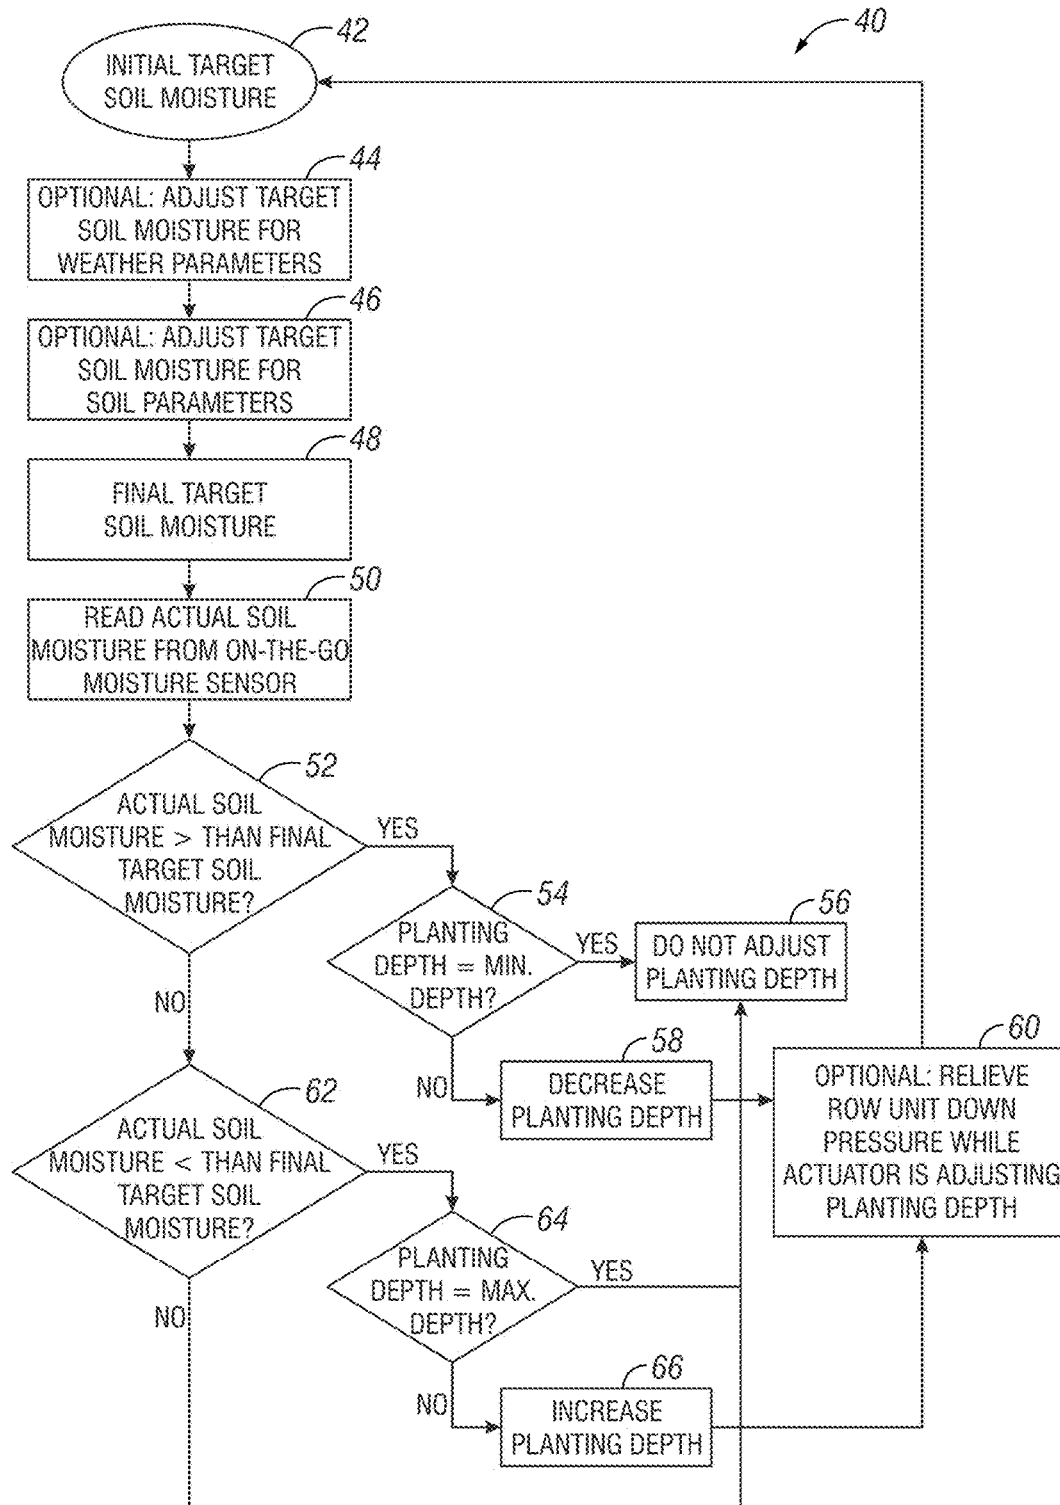 40
42
INITIAL TARGET
SOIL MOISTURE
44
OPTIONAL: ADJUST TARGET
SOIL MOISTURE FOR
WEATHER PARAMETERS
46
OPTIONAL: ADJUST TARGET
SOIL MOISTURE FOR
SOIL PARAMETERS
48
FINAL TARGET
SOIL MOISTURE
50
READ ACTUAL SOIL
MOISTURE FROM ON-THE-GO
MOISTURE SENSOR
52
ACTUAL SOIL
MOISTURE > THAN FINAL
TARGET SOIL
MOISTURE?
YES
NO
54
PLANTING
DEPTH = MIN.
DEPTH?
YES
NO
56
DO NOT ADJUST
PLANTING DEPTH
58
DECREASE
PLANTING DEPTH
60
OPTIONAL: RELIEVE
ROW UNIT DOWN
PRESSURE WHILE
ACTUATOR IS ADJUSTING
PLANTING DEPTH
62
ACTUAL SOIL
MOISTURE < THAN FINAL
TARGET SOIL
MOISTURE?
YES
NO
64
PLANTING
DEPTH = MAX.
DEPTH?
YES
NO
66
INCREASE
PLANTING DEPTH